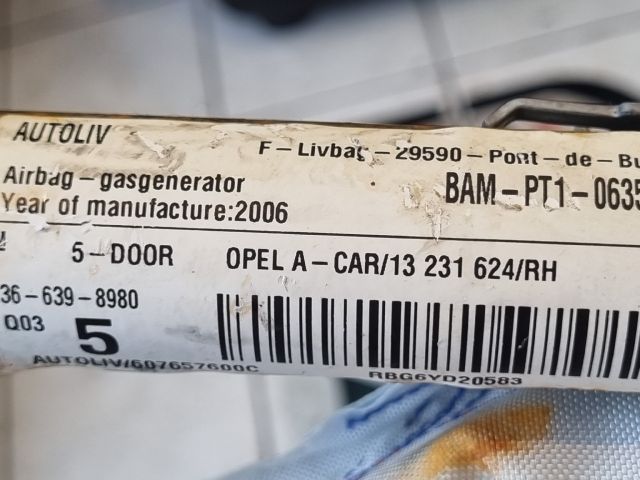 AUTOLIV
F-Livbag-29590-Pont-de-Bu
Airbag-gasgenerator
BAM-PT1-0635
Year of manufacture:2006
5-DOOR OPEL A-CAR/13 231 624/RH
36-639-8980
Q03 5
AUTOLIV/607657600C
RBG6YD20583